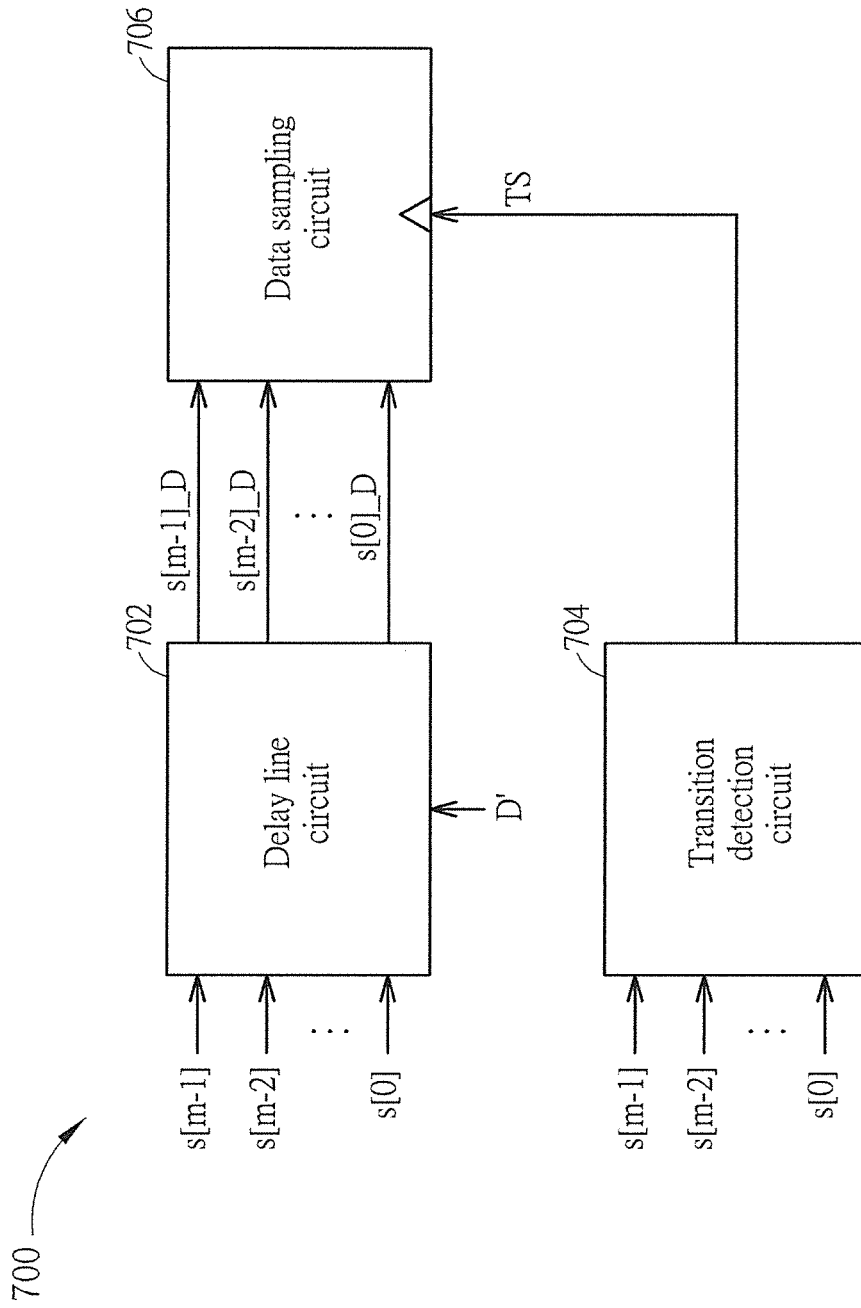 700
s[m-1]
s[m-2]
...
s[0]
702
Delay line
circuit
D'
s[m-1]_D
s[m-2]_D
...
s[0]_D
706
Data sampling
circuit
TS
s[m-1]
s[m-2]
...
s[0]
704
Transition
detection
circuit